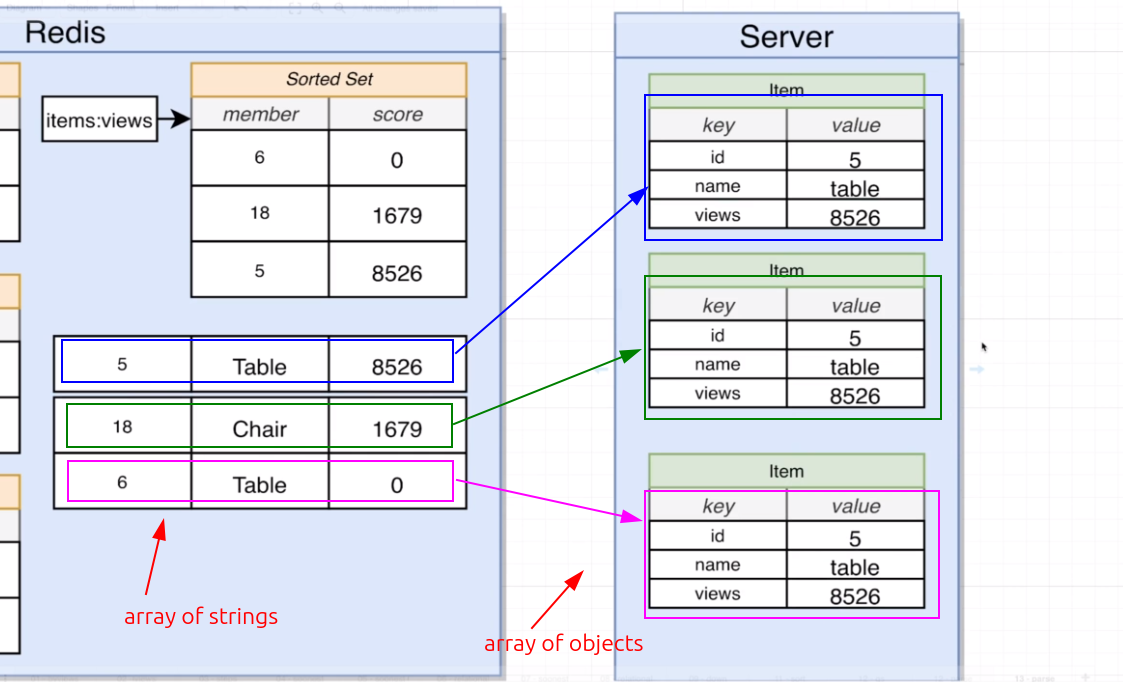 Redis
Sorted Set
items:views
member score
6 0
18 1679
5 8526
5 Table 8526
18 Chair 1679
6 Table 0
array of strings
array of objects
Server
Item
key value
id 5
name table
views 8526
Item
key value
id 5
name table
views 8526
Item
key value
id 5
name table
views 8526